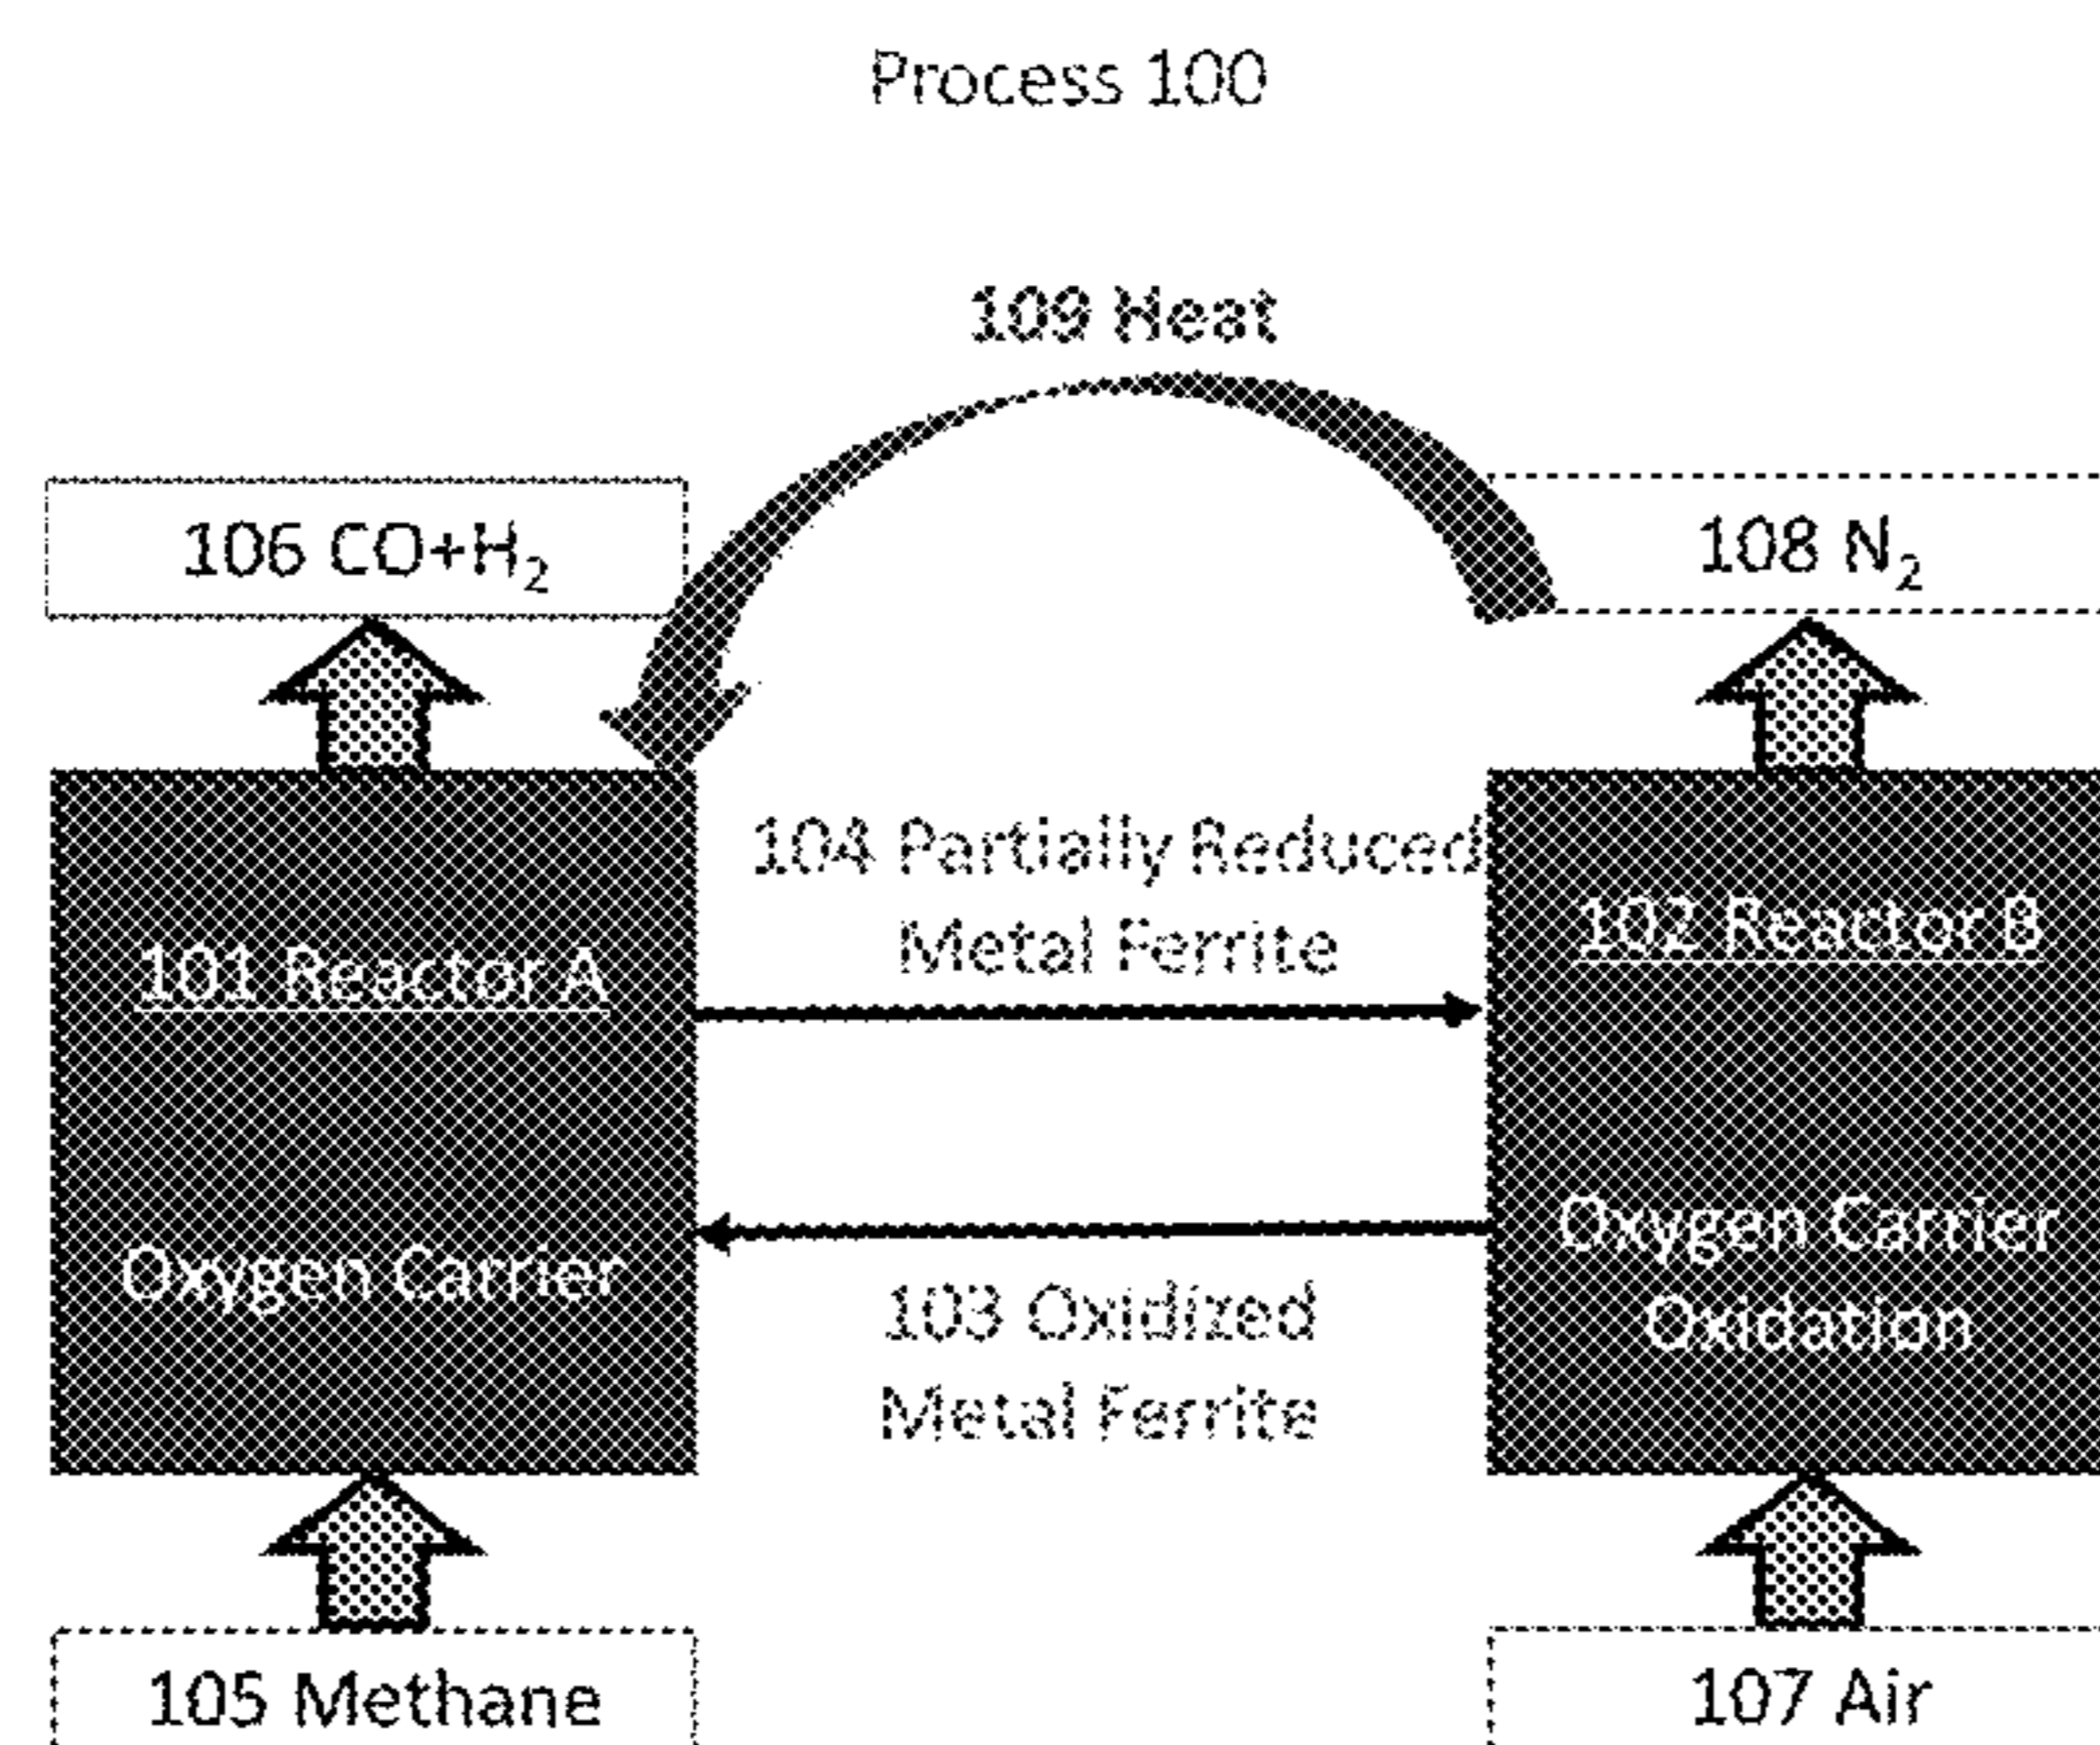 Process 100
109 Heat
106 CO+H₂
108 N₂
104 Partially Reduced
Metal Ferrite
101 Reactor A
102 Reactor B
Oxygen Carrier
Oxygen Carrier
Oxidation
103 Oxidized
Metal Ferrite
105 Methane
107 Air